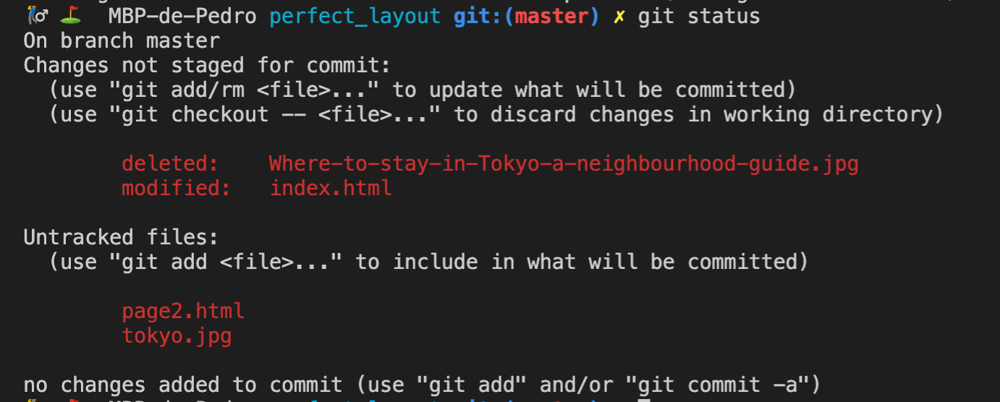 MBP-de-Pedro perfect_layout git:(master) ✗ git status
On branch master
Changes not staged for commit:
  (use "git add/rm <file>..." to update what will be committed)
  (use "git checkout -- <file>..." to discard changes in working directory)
deleted:    Where-to-stay-in-Tokyo-a-neighbourhood-guide.jpg
modified:   index.html
Untracked files:
  (use "git add <file>..." to include in what will be committed)
page2.html
tokyo.jpg
no changes added to commit (use "git add" and/or "git commit -a")